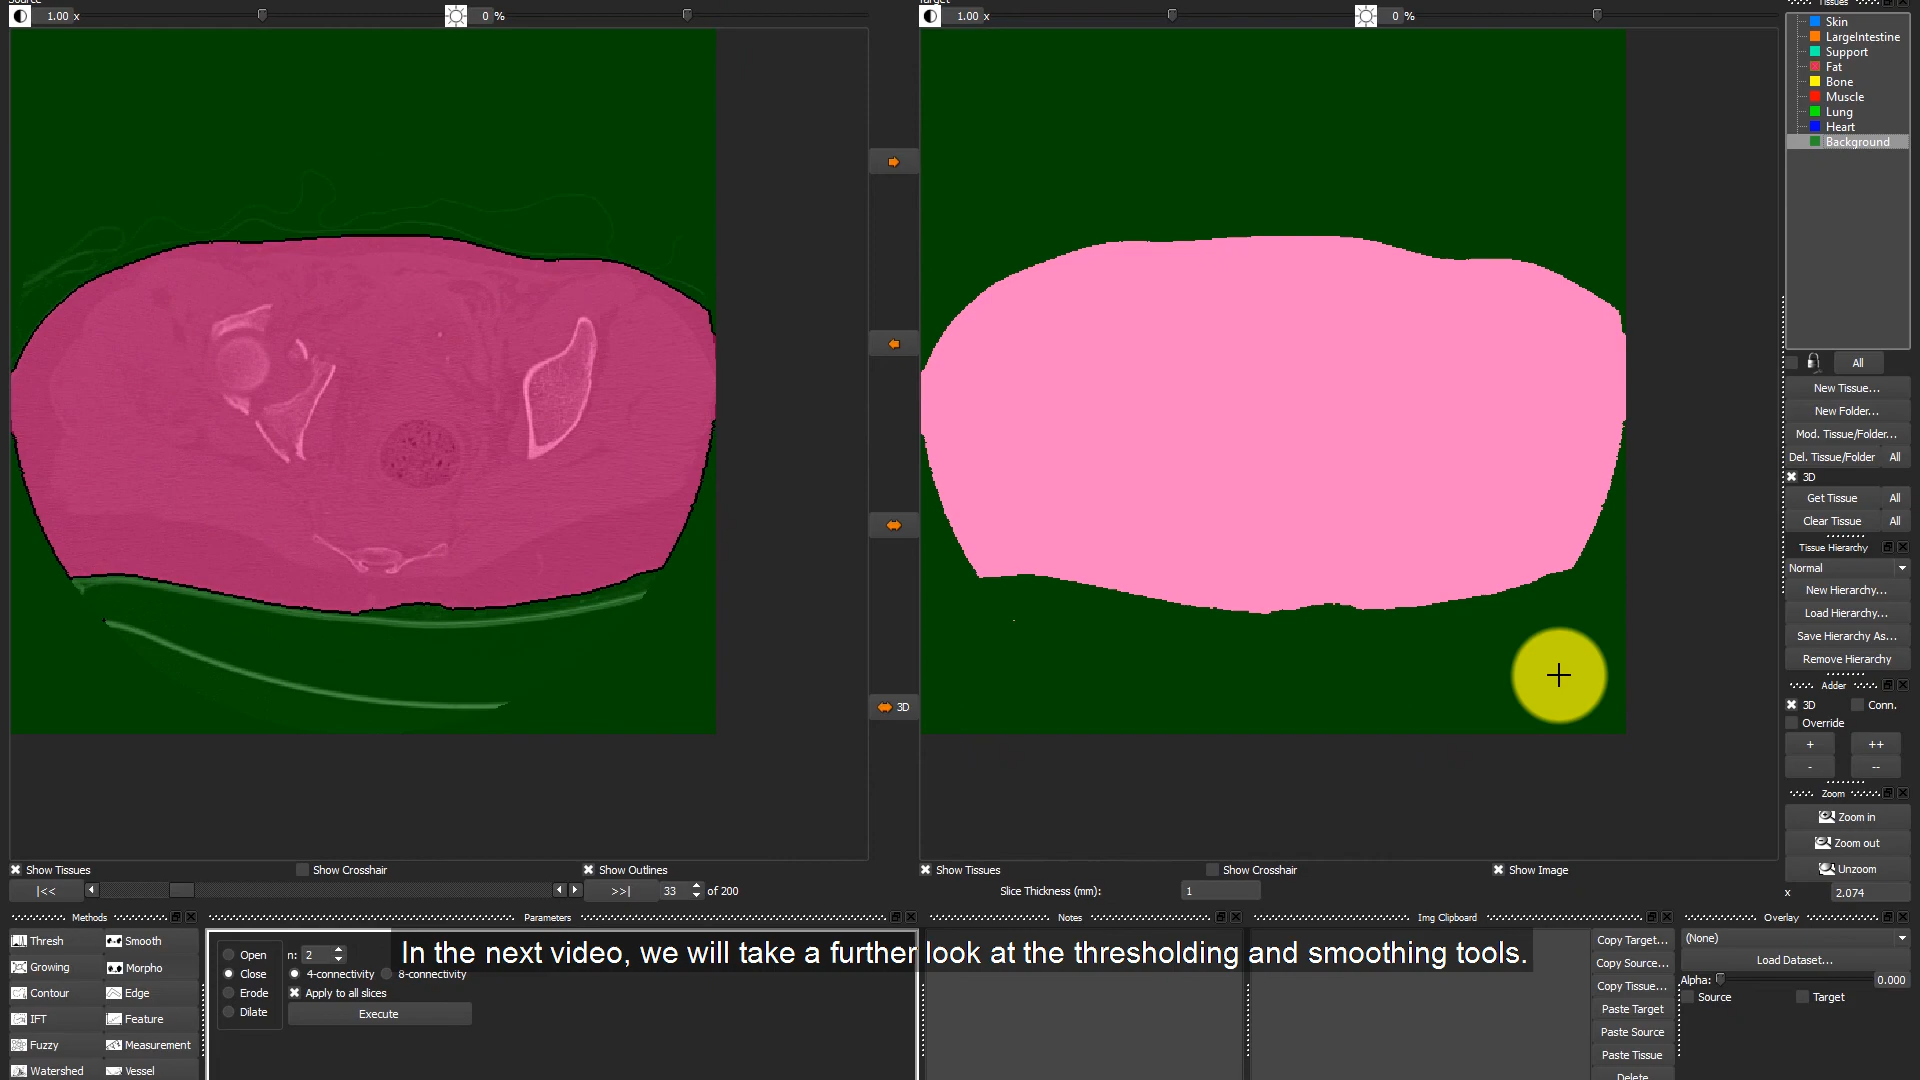 Source
1.00 x
0 %
Target
1.00 x
0 %
Tissues
Skin
LargeIntestine
Support
Fat
Bone
Muscle
Lung
Heart
Background
All
New Tissue...
New Folder...
Mod. Tissue/Folder...
Del. Tissue/Folder All
3D
Get Tissue All
Clear Tissue All
Tissue Hierarchy
Normal
New Hierarchy...
Load Hierarchy...
Save Hierarchy As...
Remove Hierarchy
Adder
3D Conn.
Override
+ ++
- --
Zoom
Zoom in
Zoom out
Unzoom
x 2.074
3D
Show Tissues Show Crosshair Show Outlines
|<< >>| 33 of 200
Show Tissues Show Crosshair Show Image
Slice Thickness (mm): 1
Methods
Thresh Smooth
Growing Morpho
Contour Edge
IFT Feature
Fuzzy Measurement
Watershed Vessel
Parameters
Open n: 2
Close 4-connectivity 8-connectivity
Erode Apply to all slices
Dilate Execute
In the next video, we will take a further look at the thresholding and smoothing tools.
Notes
Img Clipboard
Copy Target...
Copy Source...
Copy Tissue...
Paste Target
Paste Source
Paste Tissue
Delete
Overlay
(None)
Load Dataset...
Alpha: 0.000
Source Target